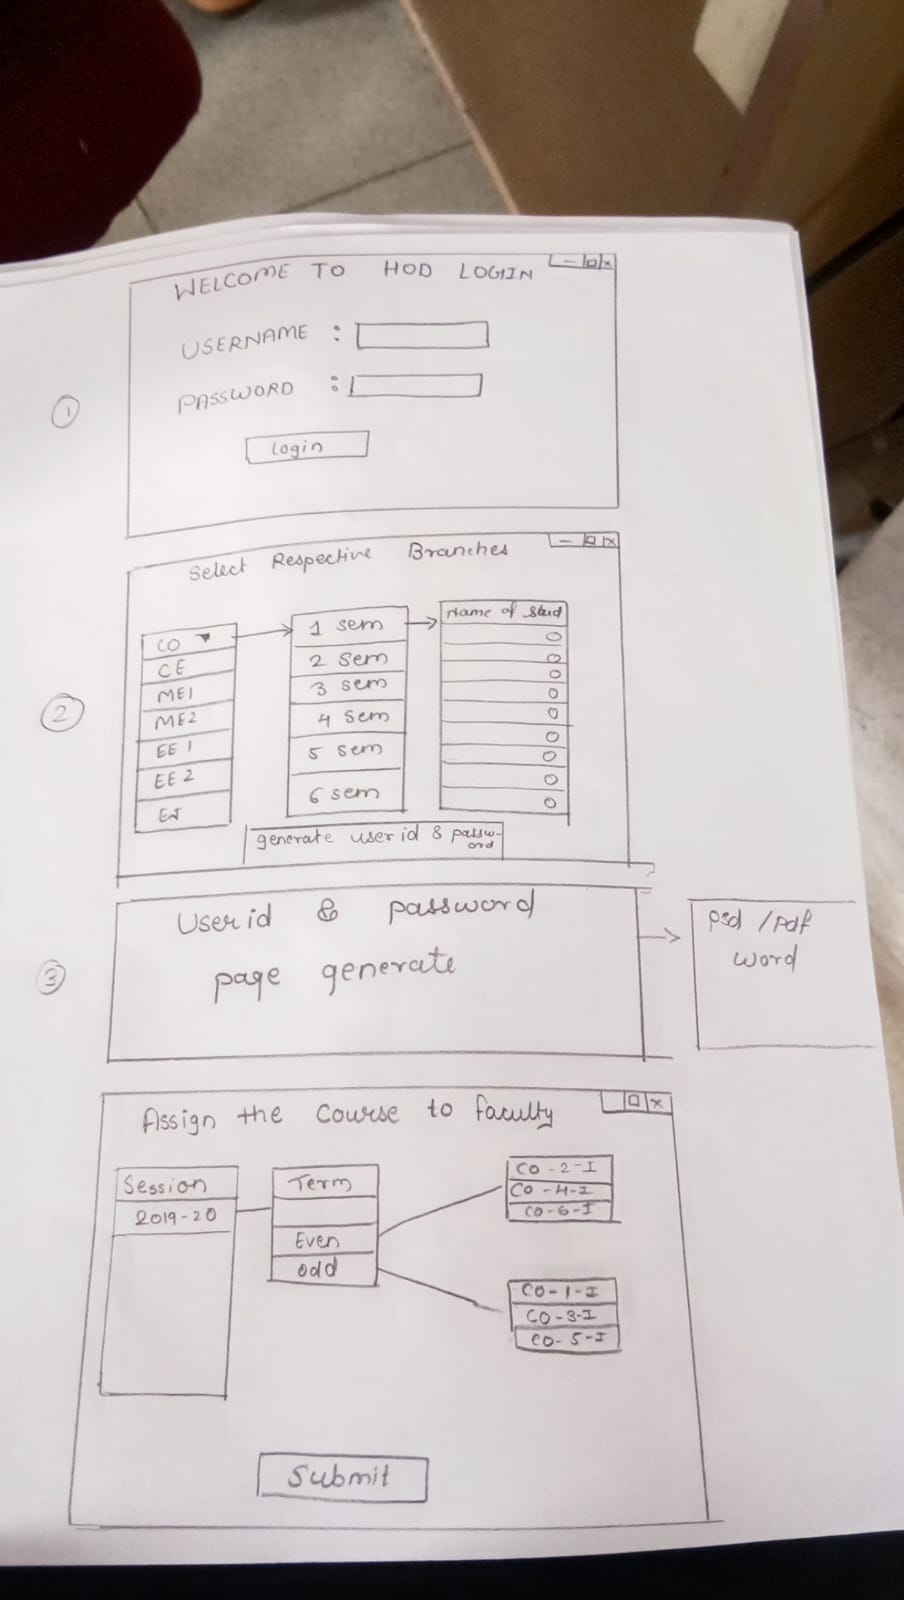 WELCOME TO HOD LOGIN
- □ x
USERNAME :
PASSWORD :
1
Login
Select Respective Branches
- □ x
CO
CE
ME1
ME2
EE 1
EE 2
EJ
1 sem
2 sem
3 sem
4 sem
5 sem
6 sem
Name of stud
2
generate user id & passw-
ord
User id & password
page generate
3
psd / pdf
word
Assign the Course to faculty
□ x
Session
2019-20
Term
Even
odd
CO - 2 - I
CO - 4 - I
CO - 6 - I
CO - 1 - I
CO - 3 - I
CO - 5 - I
Submit